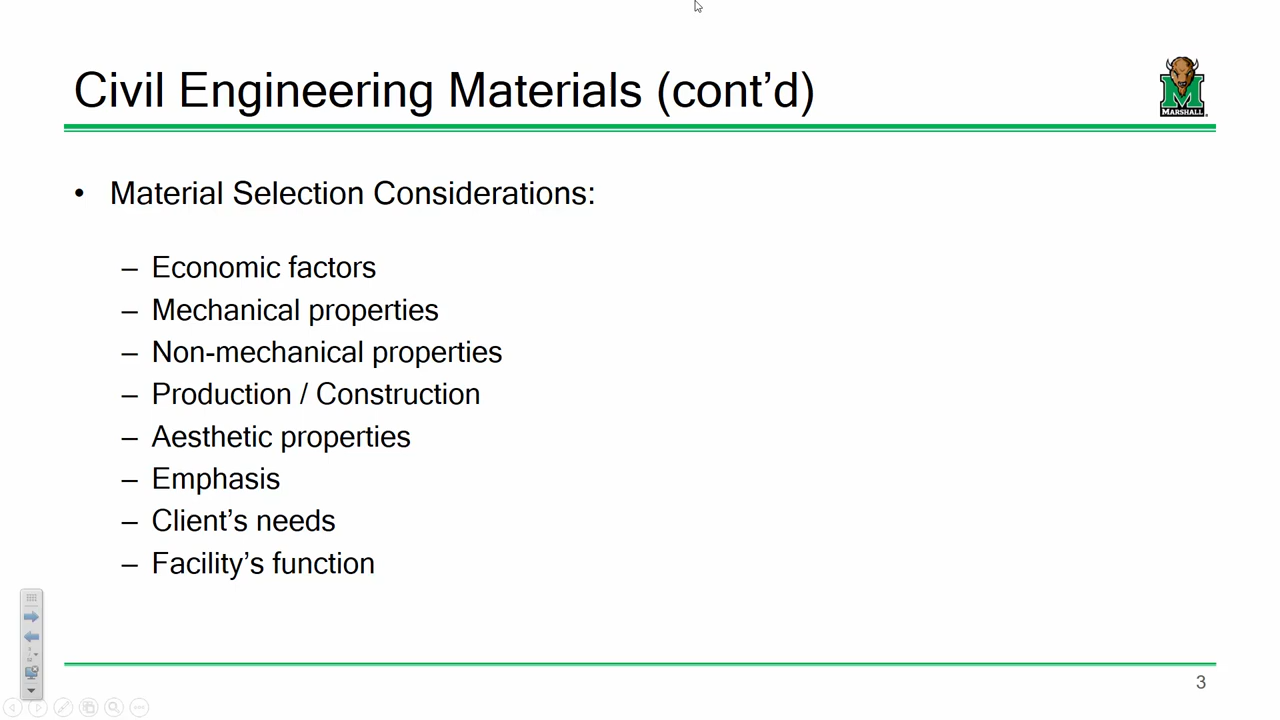 Civil Engineering Materials (cont’d)
M
MARSHALL
• Material Selection Considerations:
– Economic factors
– Mechanical properties
– Non-mechanical properties
– Production / Construction
– Aesthetic properties
– Emphasis
– Client’s needs
– Facility’s function
3